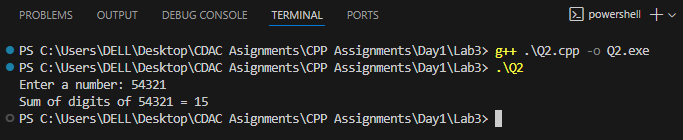 PROBLEMS OUTPUT DEBUG CONSOLE TERMINAL PORTS powershell
PS C:\Users\DELL\Desktop\CDAC Asignments\CPP Assignments\Day1\Lab3> g++ .\Q2.cpp -o Q2.exe
PS C:\Users\DELL\Desktop\CDAC Asignments\CPP Assignments\Day1\Lab3> .\Q2
Enter a number: 54321
Sum of digits of 54321 = 15
PS C:\Users\DELL\Desktop\CDAC Asignments\CPP Assignments\Day1\Lab3>